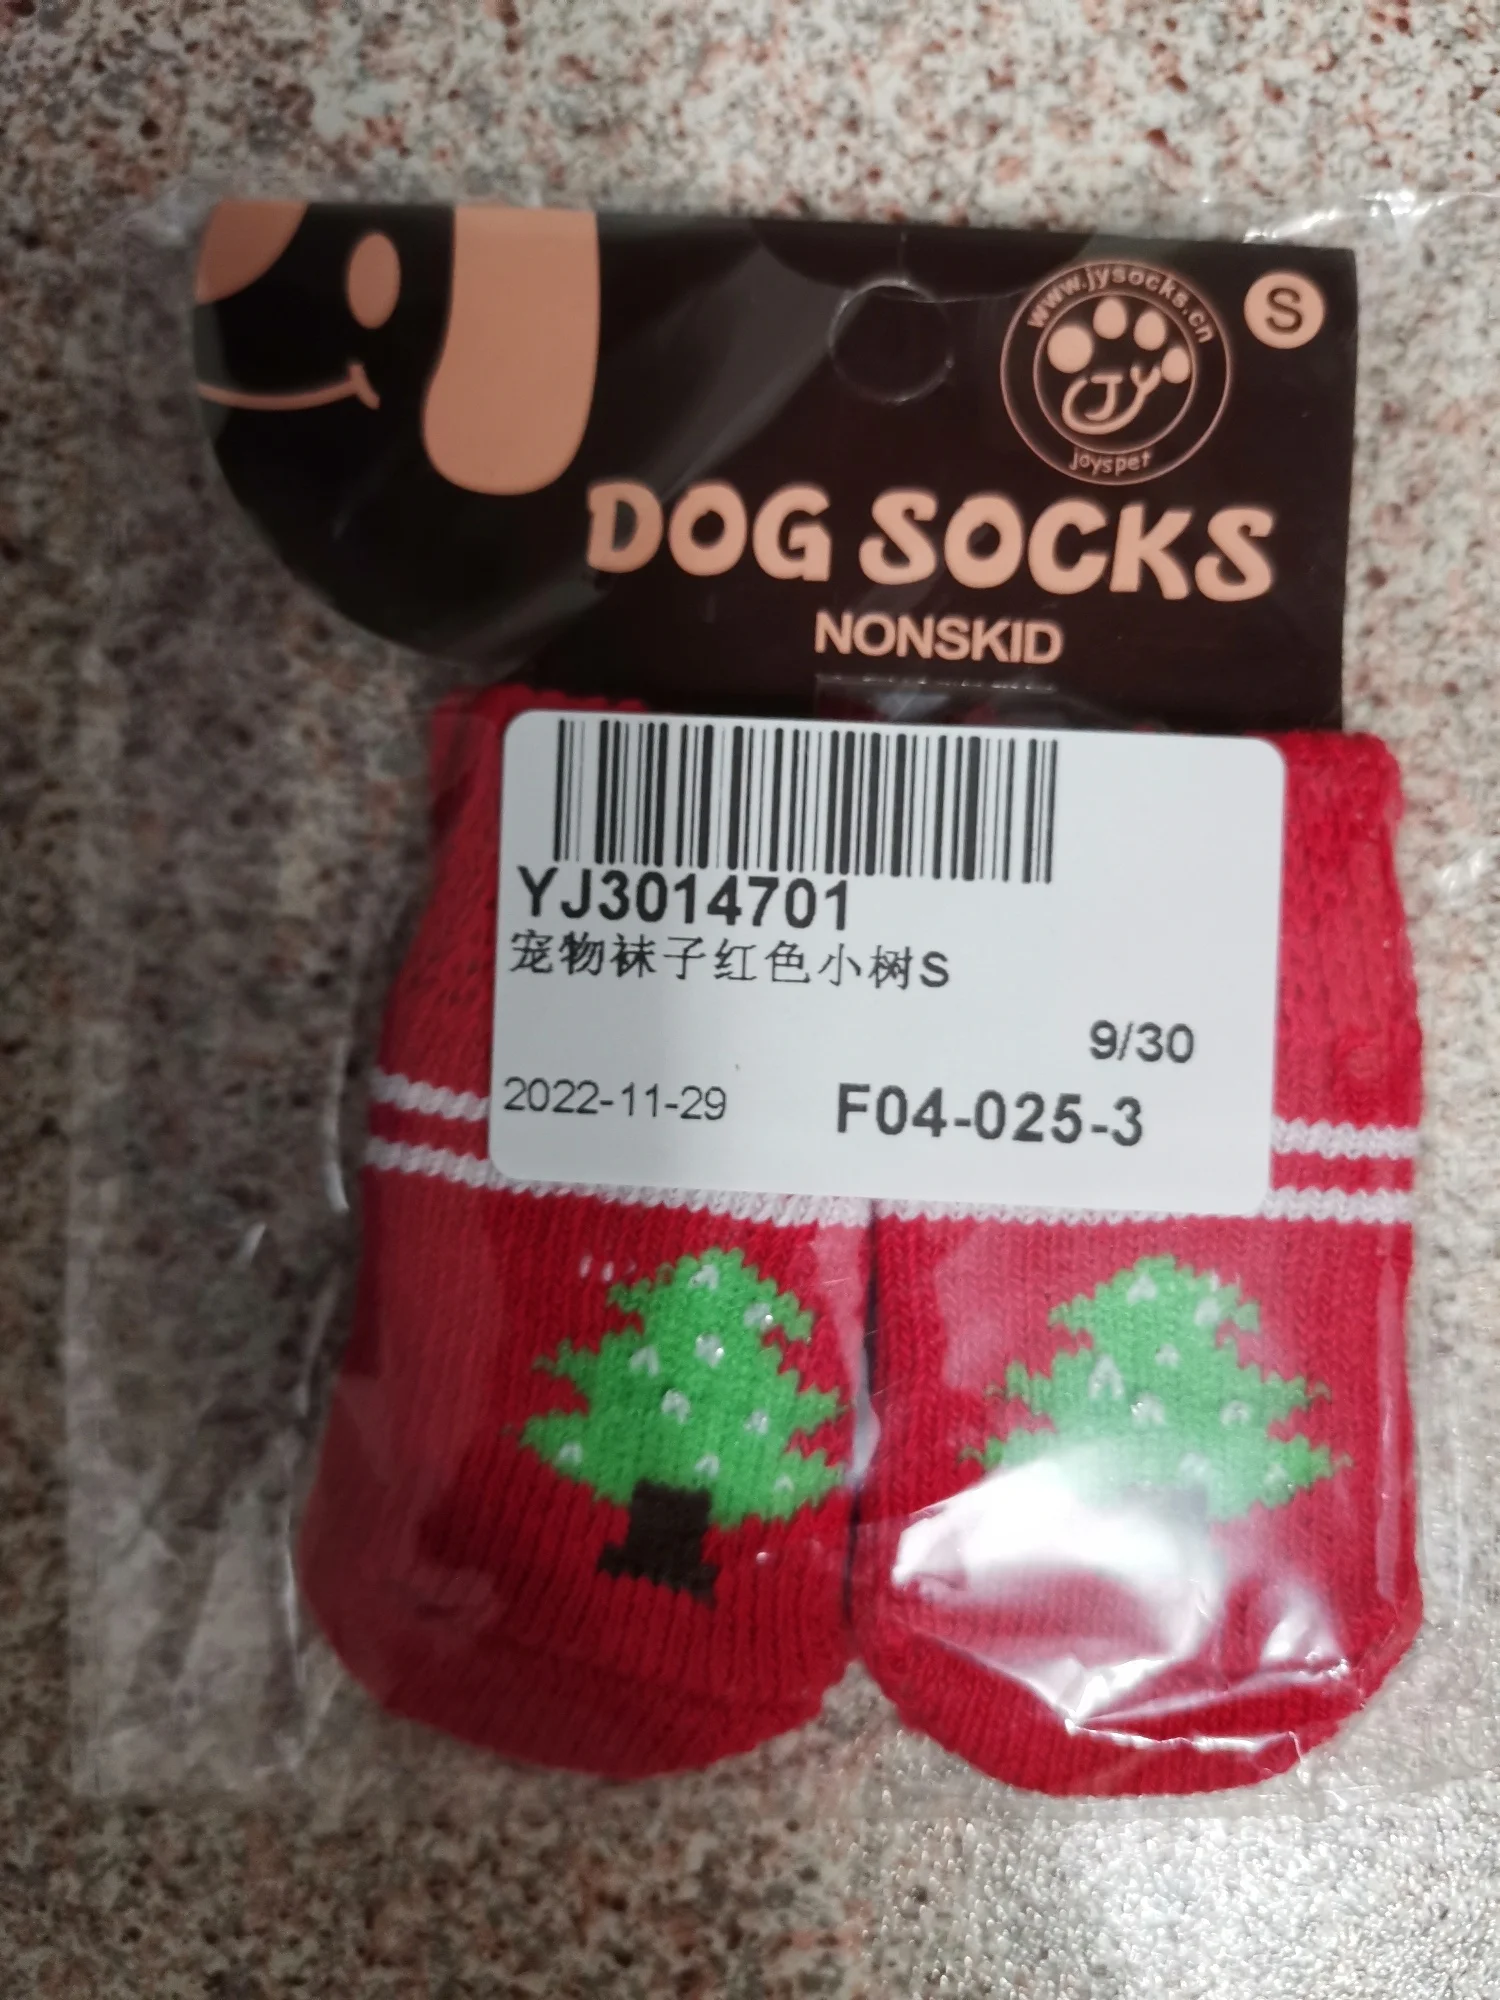 www.jysocks.cn
S
JY
joyspet
DOG SOCKS
NONSKID
YJ3014701
宠物袜子红色小树S
9/30
2022-11-29
F04-025-3